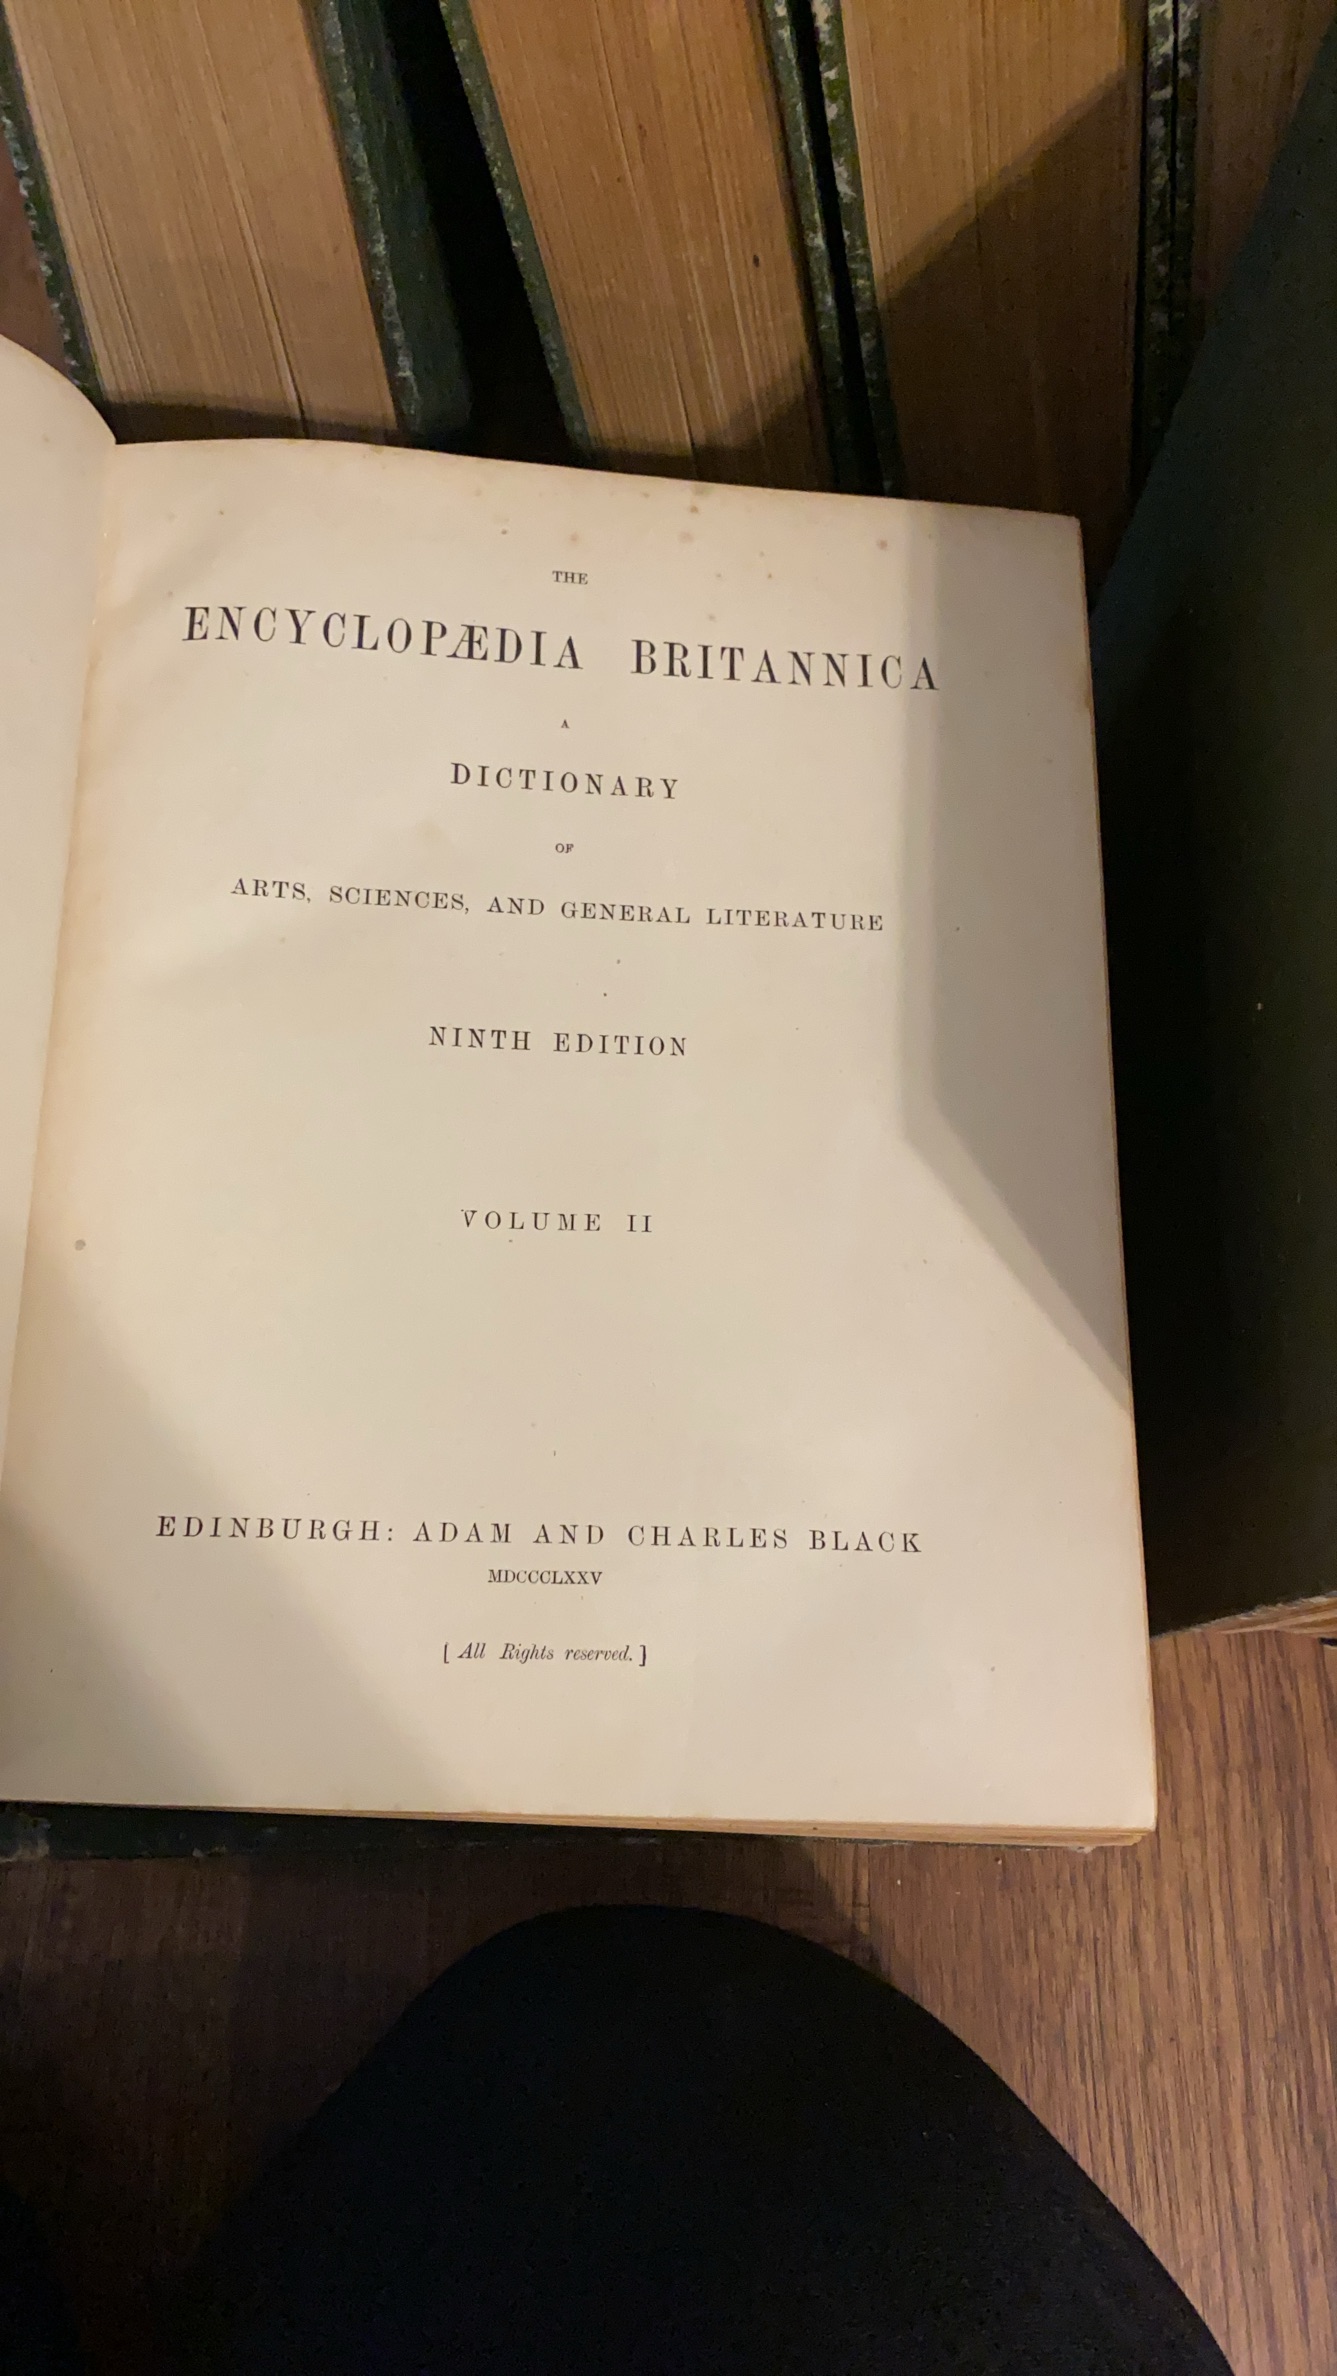 THE
ENCYCLOPÆDIA BRITANNICA
A
DICTIONARY
OF
ARTS, SCIENCES, AND GENERAL LITERATURE
NINTH EDITION
VOLUME II
EDINBURGH: ADAM AND CHARLES BLACK
MDCCCLXXV
[ All Rights reserved. ]